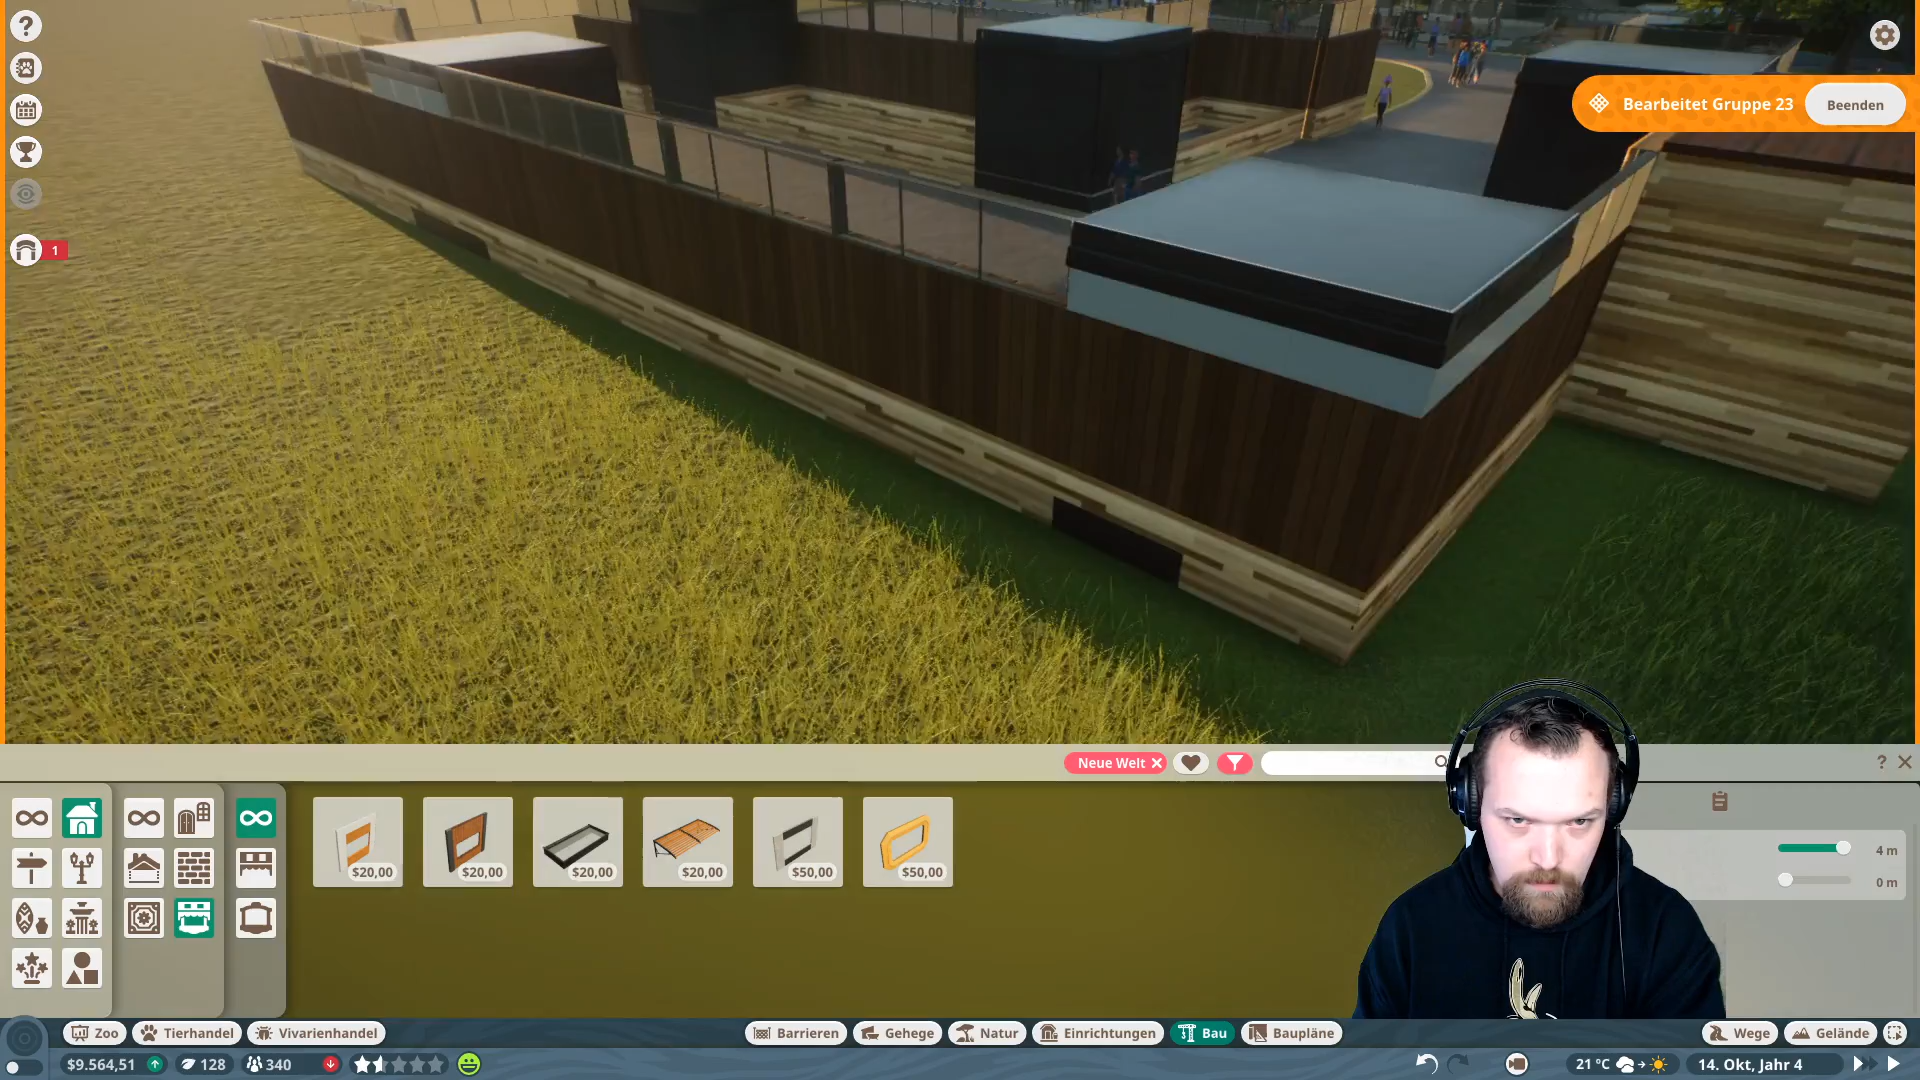 ?
Bearbeitet Gruppe 23
Beenden
1
Neue Welt
?
$20,00
$20,00
$20,00
$20,00
$50,00
$50,00
4 m
0 m
Zoo
Tierhandel
Vivarienhandel
Barrieren
Gehege
Natur
Einrichtungen
Bau
Baupläne
Wege
Gelände
$9.564,51
128
340
21 °C
14. Okt, Jahr 4